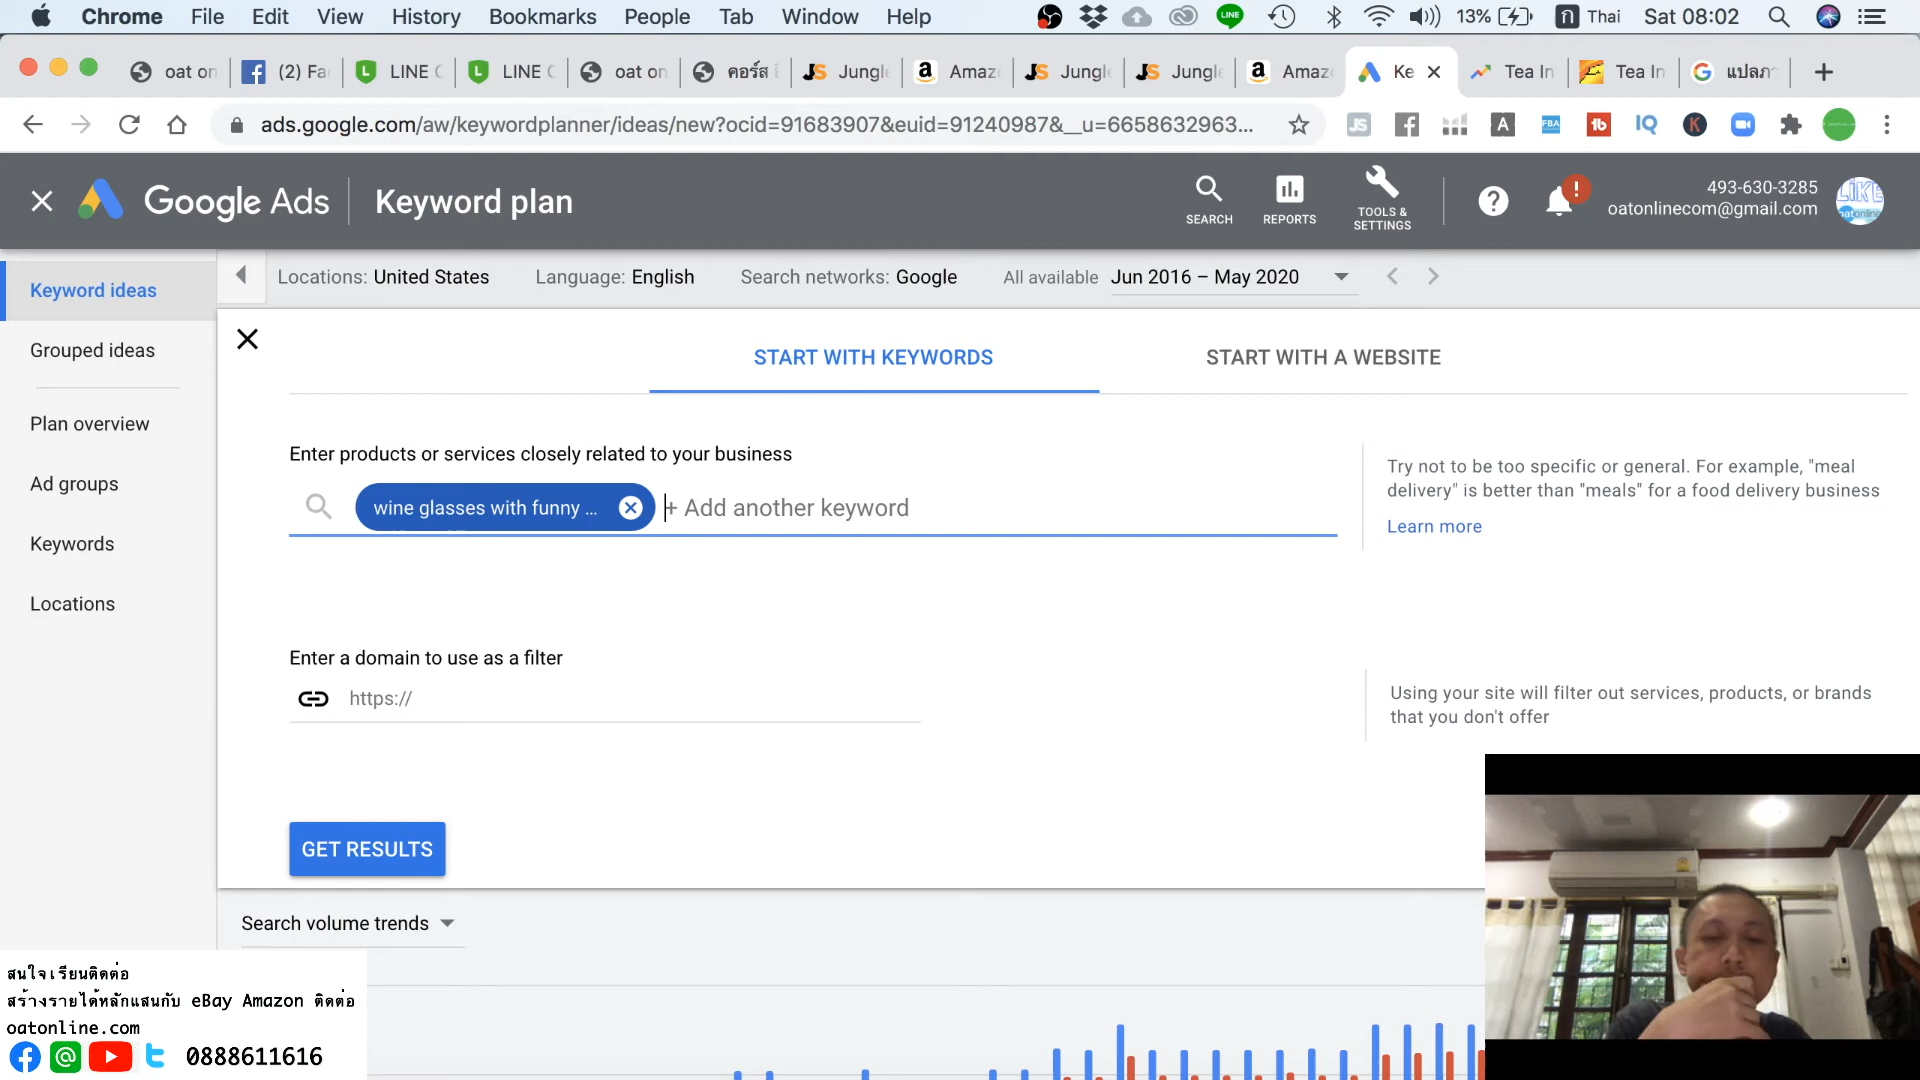 Chrome File Edit View History Bookmarks People Tab Window Help
LINE 13% ก Thai Sat 08:02
oat on (2) Fa LINE C LINE C oat on คอร์ส Jungle Amaz Jungle Jungle Amaz Ke Tea In Tea In แปลภา
ads.google.com/aw/keywordplanner/ideas/new?ocid=91683907&euid=91240987&__u=6658632963...
Google Ads Keyword plan
SEARCH REPORTS TOOLS & SETTINGS
493-630-3285
oatonlinecom@gmail.com
Keyword ideas
Grouped ideas
Plan overview
Ad groups
Keywords
Locations
Locations: United States Language: English Search networks: Google All available Jun 2016 – May 2020
START WITH KEYWORDS START WITH A WEBSITE
Enter products or services closely related to your business
wine glasses with funny ... + Add another keyword
Try not to be too specific or general. For example, "meal
delivery" is better than "meals" for a food delivery business
Learn more
Enter a domain to use as a filter
https://
Using your site will filter out services, products, or brands
that you don't offer
GET RESULTS
Search volume trends
สนใจเรียนติดต่อ
สร้างรายได้หลักแสนกับ eBay Amazon ติดต่อ
oatonline.com
0888611616